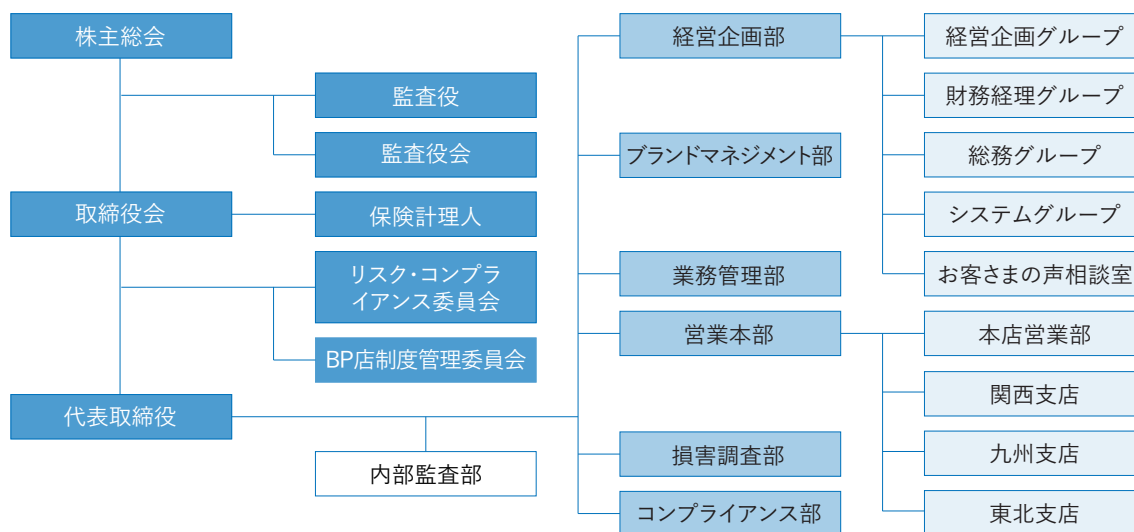 株主総会
監査役
監査役会
取締役会
保険計理人
リスク・コンプラ
イアンス委員会
BP店制度管理委員会
代表取締役
内部監査部
経営企画部
ブランドマネジメント部
業務管理部
営業本部
損害調査部
コンプライアンス部
経営企画グループ
財務経理グループ
総務グループ
システムグループ
お客さまの声相談室
本店営業部
関西支店
九州支店
東北支店